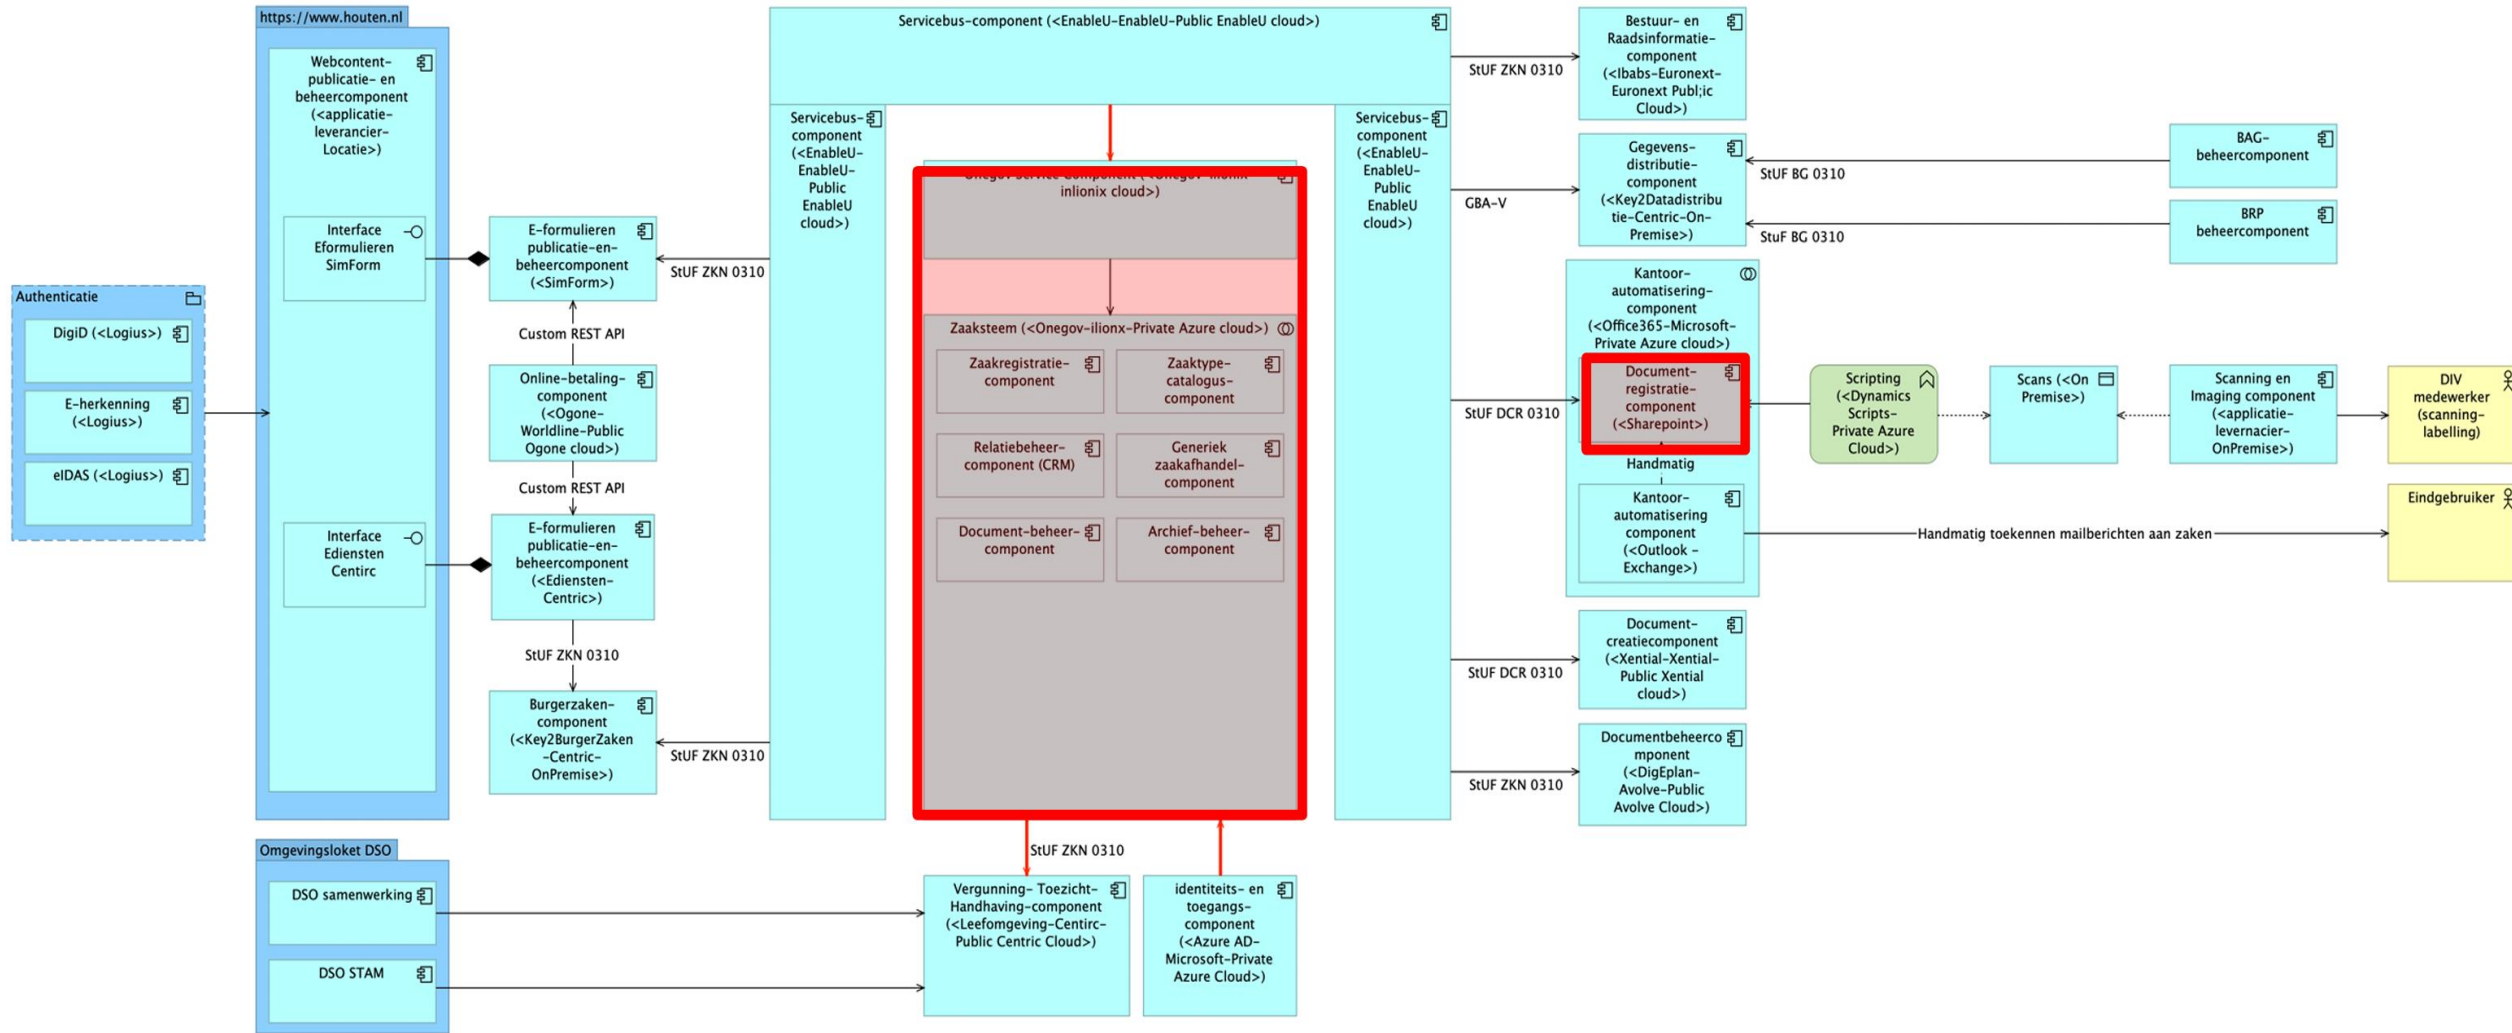 https://www.houten.nl
Webcontent-
publicatie- en
beheercomponent
(<applicatie-
leverancier-
Locatie>)
Interface
Eformulieren
SimForm
Interface
Ediensten
Centirc
Authenticatie
DigiD (<Logius>)
E-herkenning
(<Logius>)
eIDAS (<Logius>)
E-formulieren
publicatie-en-
beheercomponent
(<SimForm>)
Custom REST API
Online-betaling-
component
(<Ogone-
Worldline-Public
Ogone cloud>)
Custom REST API
E-formulieren
publicatie-en-
beheercomponent
(<Ediensten-
Centric>)
StUF ZKN 0310
Burgerzaken-
component
(<Key2BurgerZaken
-Centric-
OnPremise>)
StUF ZKN 0310
StUF ZKN 0310
Servicebus-component (<EnableU-EnableU-Public EnableU cloud>)
Servicebus-
component
(<EnableU-
EnableU-
Public
EnableU
cloud>)
Onegov service Component (<Onegov-ilionix-
inlionix cloud>)
Zaaksteem (<Onegov-ilionx-Private Azure cloud>)
Zaakregistratie-
component
Zaaktype-
catalogus-
component
Relatiebeheer-
component (CRM)
Generiek
zaakafhandel-
component
Document-beheer-
component
Archief-beheer-
component
Servicebus-
component
(<EnableU-
EnableU-
Public
EnableU
cloud>)
StUF ZKN 0310
GBA-V
StUF DCR 0310
StUF DCR 0310
StUF ZKN 0310
Bestuur- en
Raadsinformatie-
component
(<Ibabs-Euronext-
Euronext Publ;ic
Cloud>)
Gegevens-
distributie-
component
(<Key2Datadistribu
tie-Centric-On-
Premise>)
StUF BG 0310
StuF BG 0310
BAG-
beheercomponent
BRP
beheercomponent
Kantoor-
automatisering-
component
(<Office365-Microsoft-
Private Azure cloud>)
Document-
registratie-
component
(<Sharepoint>)
Handmatig
Kantoor-
automatisering
component
(<Outlook -
Exchange>)
Scripting
(<Dynamics
Scripts-
Private Azure
Cloud>)
Scans (<On
Premise>)
Scanning en
Imaging component
(<applicatie-
levernacier-
OnPremise>)
DIV
medewerker
(scanning-
labelling)
Handmatig toekennen mailberichten aan zaken
Eindgebruiker
Document-
creatiecomponent
(<Xential-Xential-
Public Xential
cloud>)
Documentbeheerco
mponent
(<DigEplan-
Avolve-Public
Avolve Cloud>)
Omgevingsloket DSO
DSO samenwerking
DSO STAM
StUF ZKN 0310
Vergunning- Toezicht-
Handhaving-component
(<Leefomgeving-Centirc-
Public Centric Cloud>)
identiteits- en
toegangs-
component
(<Azure AD-
Microsoft-Private
Azure Cloud>)